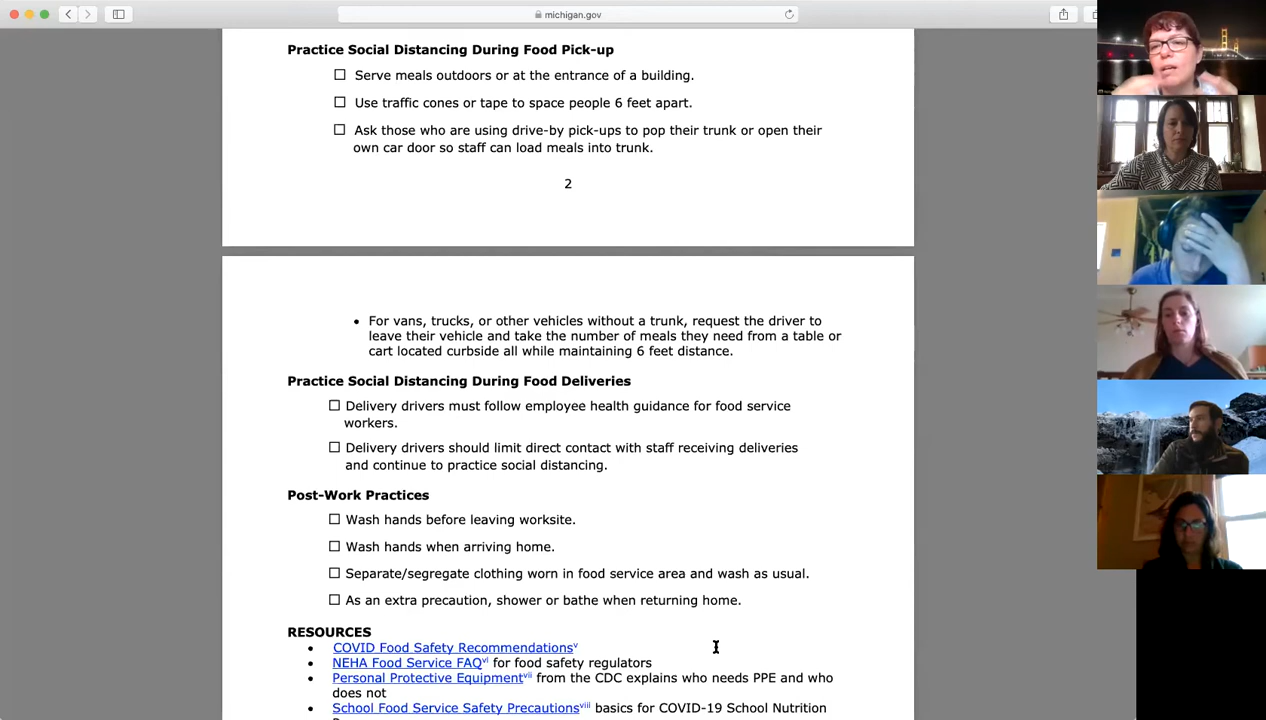 michigan.gov
Practice Social Distancing During Food Pick-up
☐ Serve meals outdoors or at the entrance of a building.
☐ Use traffic cones or tape to space people 6 feet apart.
☐ Ask those who are using drive-by pick-ups to pop their trunk or open their
own car door so staff can load meals into trunk.
2
• For vans, trucks, or other vehicles without a trunk, request the driver to
leave their vehicle and take the number of meals they need from a table or
cart located curbside all while maintaining 6 feet distance.
Practice Social Distancing During Food Deliveries
☐ Delivery drivers must follow employee health guidance for food service
workers.
☐ Delivery drivers should limit direct contact with staff receiving deliveries
and continue to practice social distancing.
Post-Work Practices
☐ Wash hands before leaving worksite.
☐ Wash hands when arriving home.
☐ Separate/segregate clothing worn in food service area and wash as usual.
☐ As an extra precaution, shower or bathe when returning home.
RESOURCES
• COVID Food Safety Recommendationsv
• NEHA Food Service FAQvi for food safety regulators
• Personal Protective Equipmentvii from the CDC explains who needs PPE and who
does not
• School Food Service Safety Precautionsviii basics for COVID-19 School Nutrition